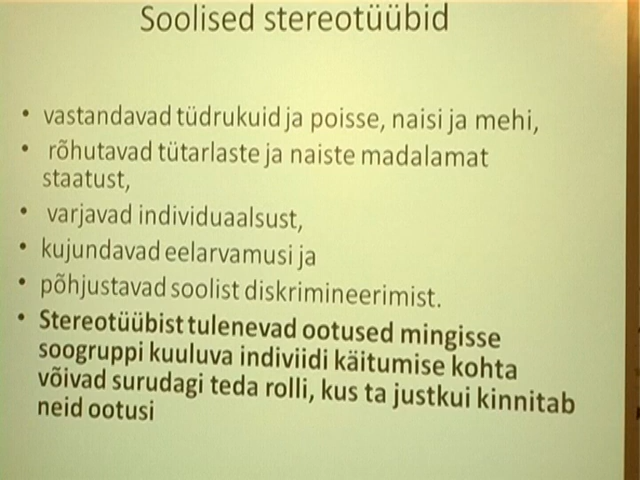 Soolised stereotüübid
• vastandavad tüdrukuid ja poisse, naisi ja mehi,
• rõhutavad tütarlaste ja naiste madalamat
staatust,
• varjavad individuaalsust,
• kujundavad eelarvamusi ja
• põhjustavad soolist diskrimineerimist.
• Stereotüübist tulenevad ootused mingisse
soogruppi kuuluva indiviidi käitumise kohta
võivad surudagi teda rolli, kus ta justkui kinnitab
neid ootusi